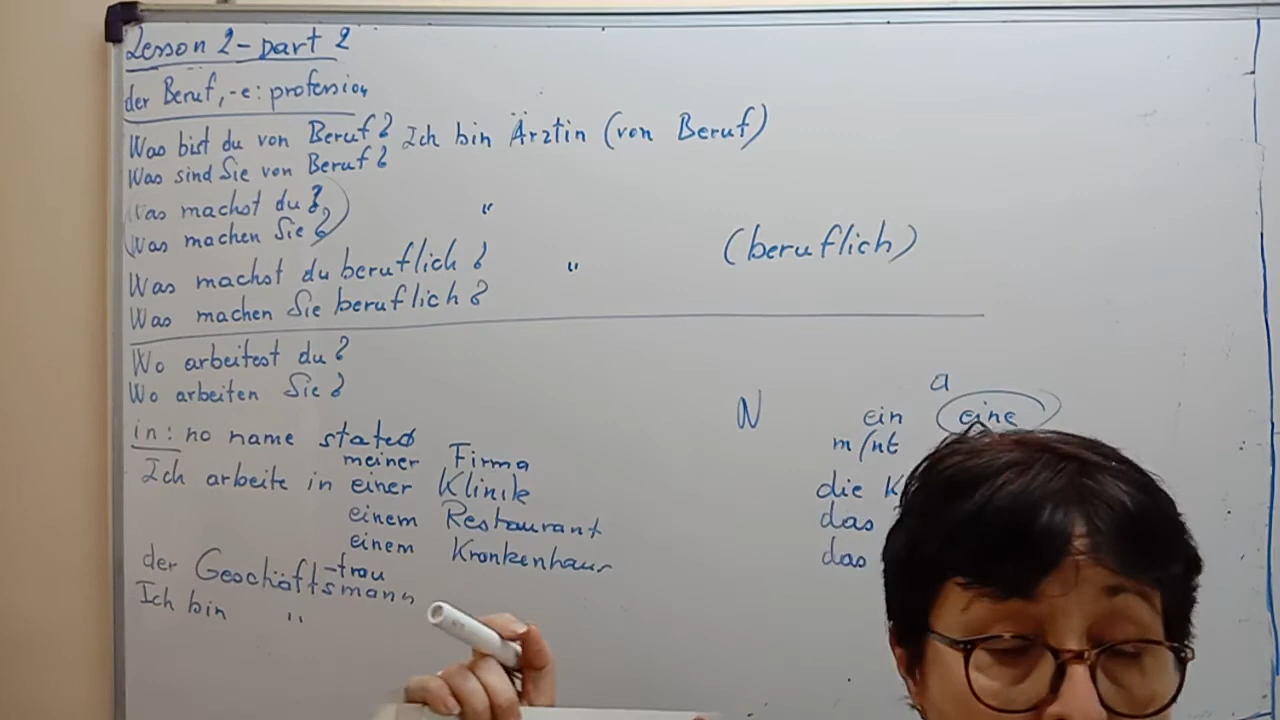 Lesson 2 - part 2
der Beruf, -e: profession
Was bist du von Beruf? Ich bin Ärztin (von Beruf)
Was sind Sie von Beruf?
Was machst du? "
Was machen Sie?
Was machst du beruflich? " (beruflich)
Was machen Sie beruflich?
Wo arbeitest du?
Wo arbeiten Sie?
a
N ein eine
in: no name stated
m/nt
meiner Firma
Ich arbeite in einer Klinik
die K
einem Restaurant
das
einem Krankenhaus
das
-frau
der Geschäftsmann
Ich bin "